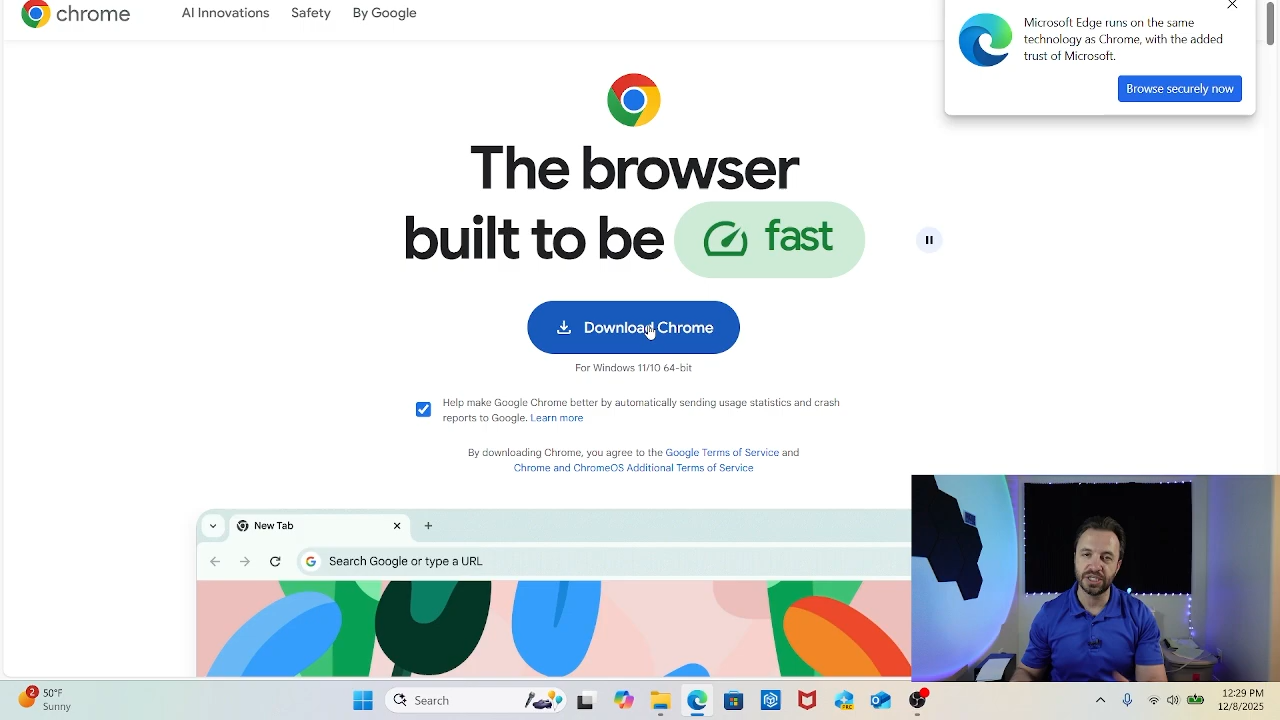 chrome
AI Innovations
Safety
By Google
Microsoft Edge runs on the same
technology as Chrome, with the added
trust of Microsoft.
Browse securely now
The browser
built to be fast
Download Chrome
For Windows 11/10 64-bit
Help make Google Chrome better by automatically sending usage statistics and crash
reports to Google. Learn more
By downloading Chrome, you agree to the Google Terms of Service and
Chrome and ChromeOS Additional Terms of Service
New Tab
Search Google or type a URL
2
50°F
Sunny
Search
FRC
12:29 PM
12/8/2025